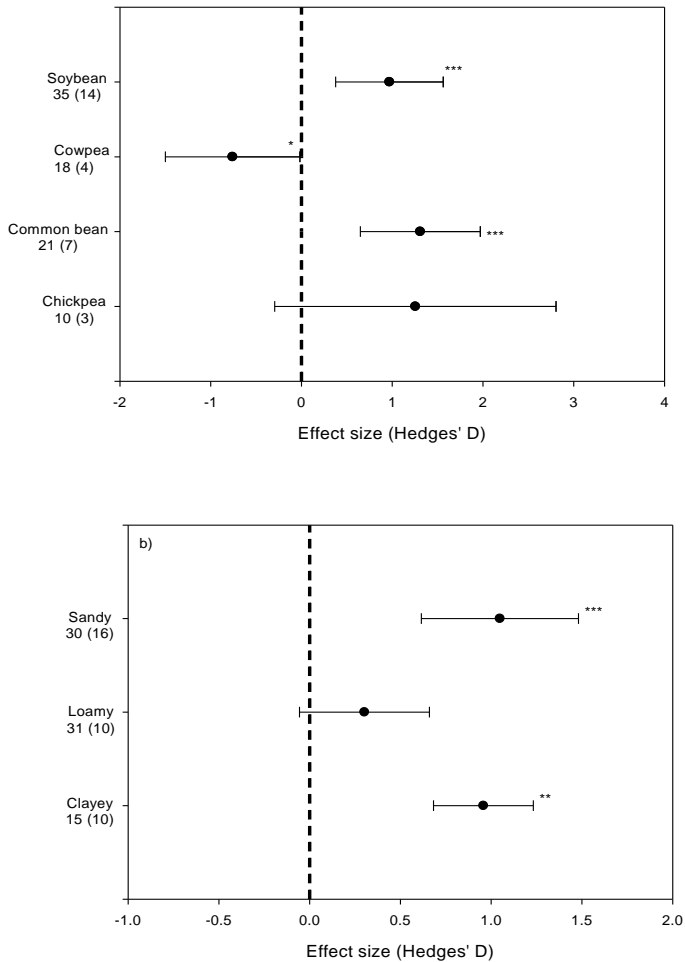 ***
Soybean
35 (14)
*
Cowpea
18 (4)
Common bean
21 (7)
***
Chickpea
10 (3)
-2 -1 0 1 2 3 4
Effect size (Hedges' D)
b)
Sandy
30 (16)
***
Loamy
31 (10)
Clayey
15 (10)
**
-1.0 -0.5 0.0 0.5 1.0 1.5 2.0
Effect size (Hedges' D)